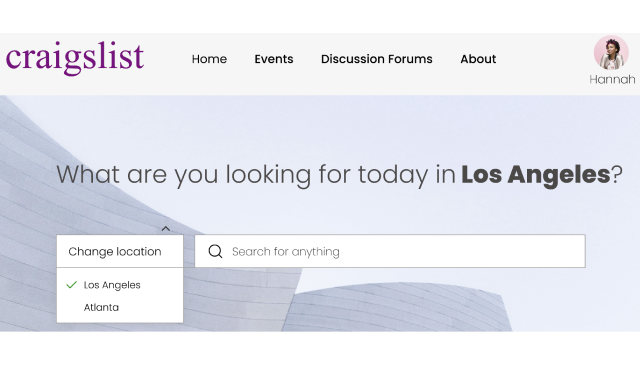 craigslist
Home Events Discussion Forums About
Hannah
What are you looking for today in Los Angeles?
Change location
Search for anything
Los Angeles
Atlanta